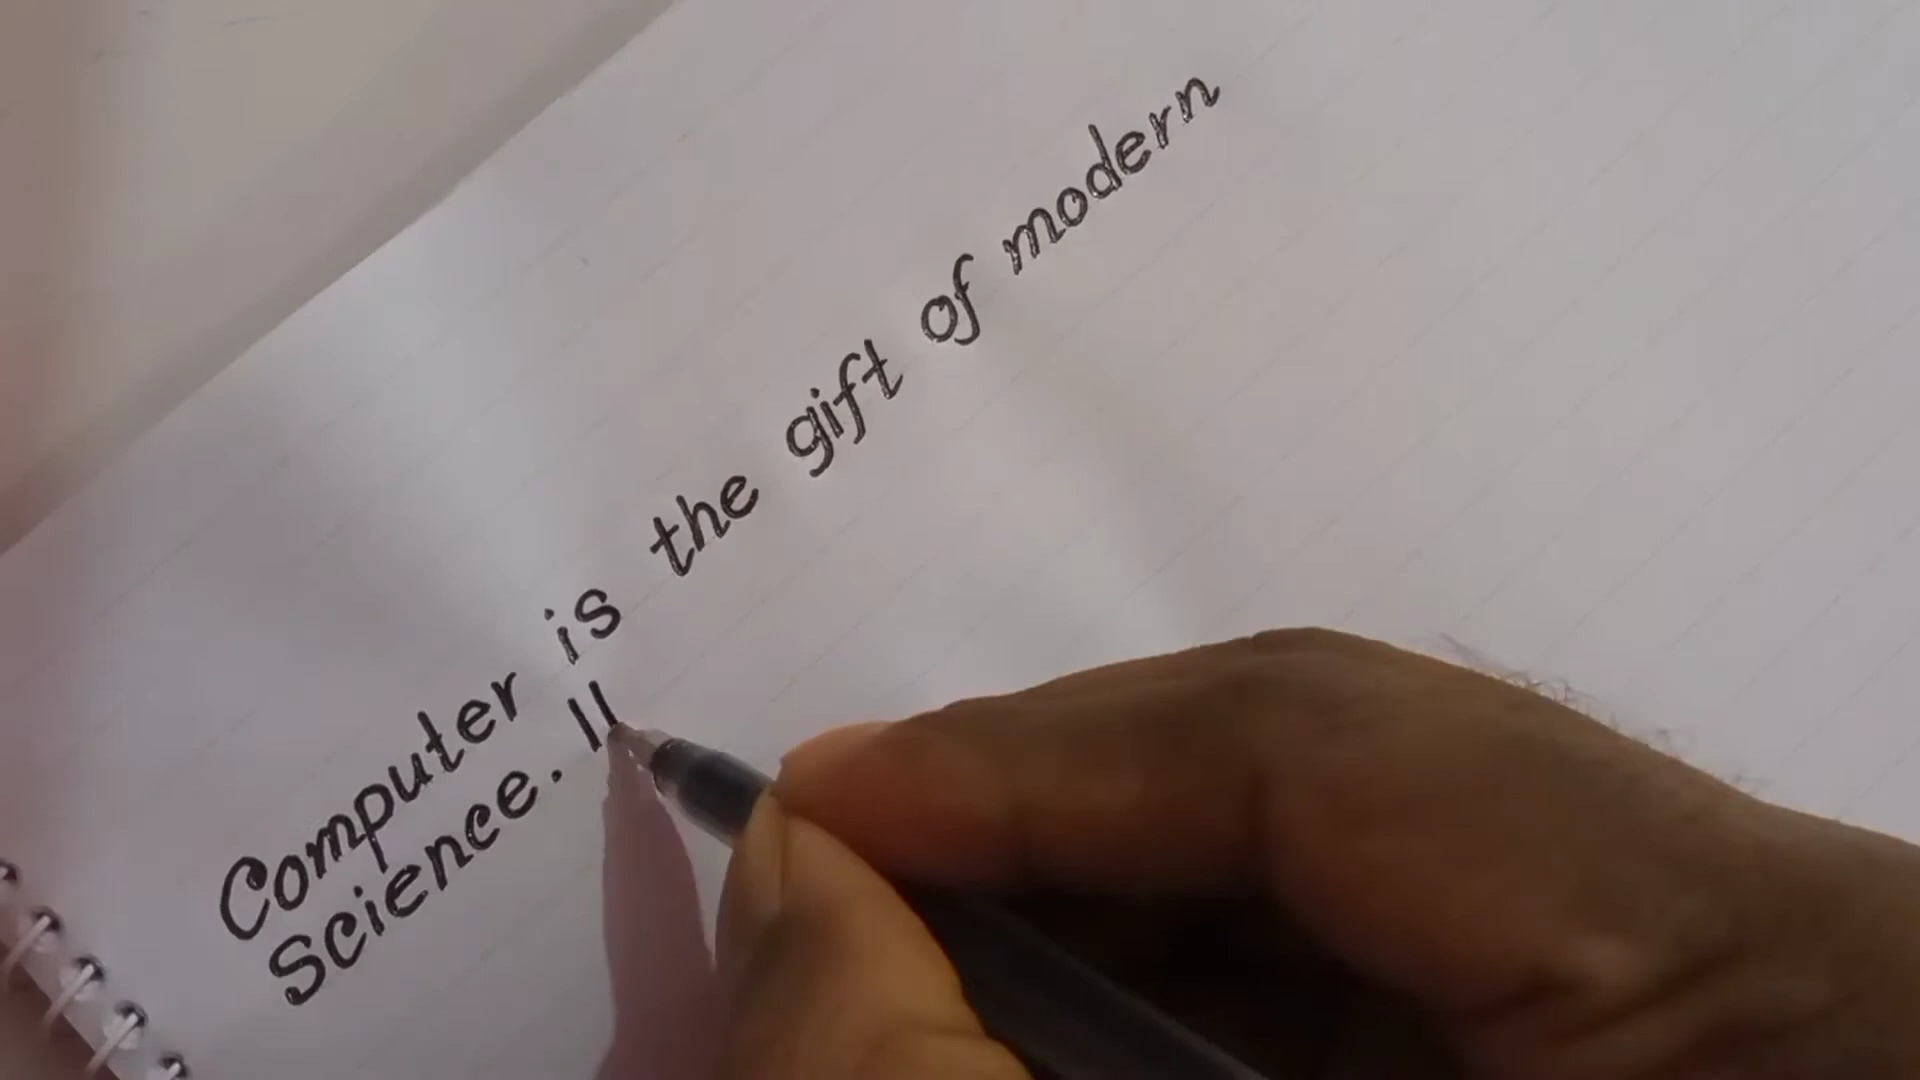 Computer is the gift of modern
Science.